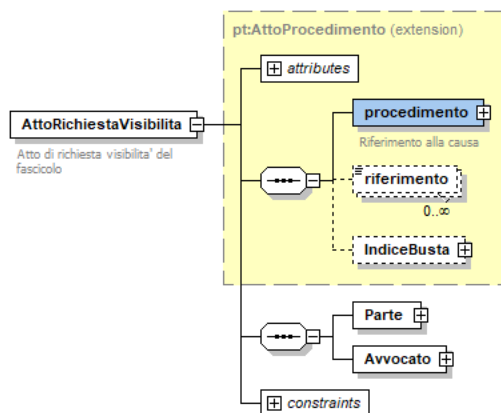 pt:AttoProcedimento (extension)
attributes
AttoRichiestaVisibilita
Atto di richiesta visibilita' del
fascicolo
procedimento
Riferimento alla causa
riferimento
0..∞
IndiceBusta
Parte
Avvocato
constraints